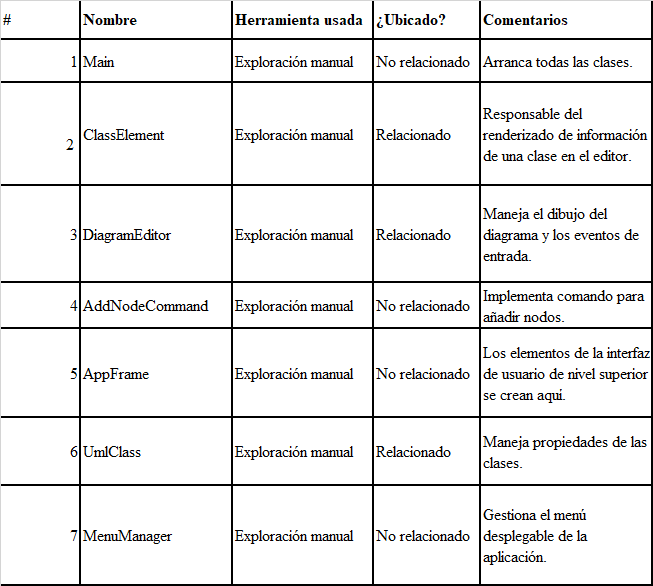 # Nombre Herramienta usada ¿Ubicado? Comentarios
1 Main Exploración manual No relacionado Arranca todas las clases.
2 ClassElement Exploración manual Relacionado Responsable del
renderizado de información
de una clase en el editor.
3 DiagramEditor Exploración manual Relacionado Maneja el dibujo del
diagrama y los eventos de
entrada.
4 AddNodeCommand Exploración manual No relacionado Implementa comando para
añadir nodos.
5 AppFrame Exploración manual No relacionado Los elementos de la interfaz
de usuario de nivel superior
se crean aquí.
6 UmlClass Exploración manual Relacionado Maneja propiedades de las
clases.
7 MenuManager Exploración manual No relacionado Gestiona el menú
desplegable de la
aplicación.